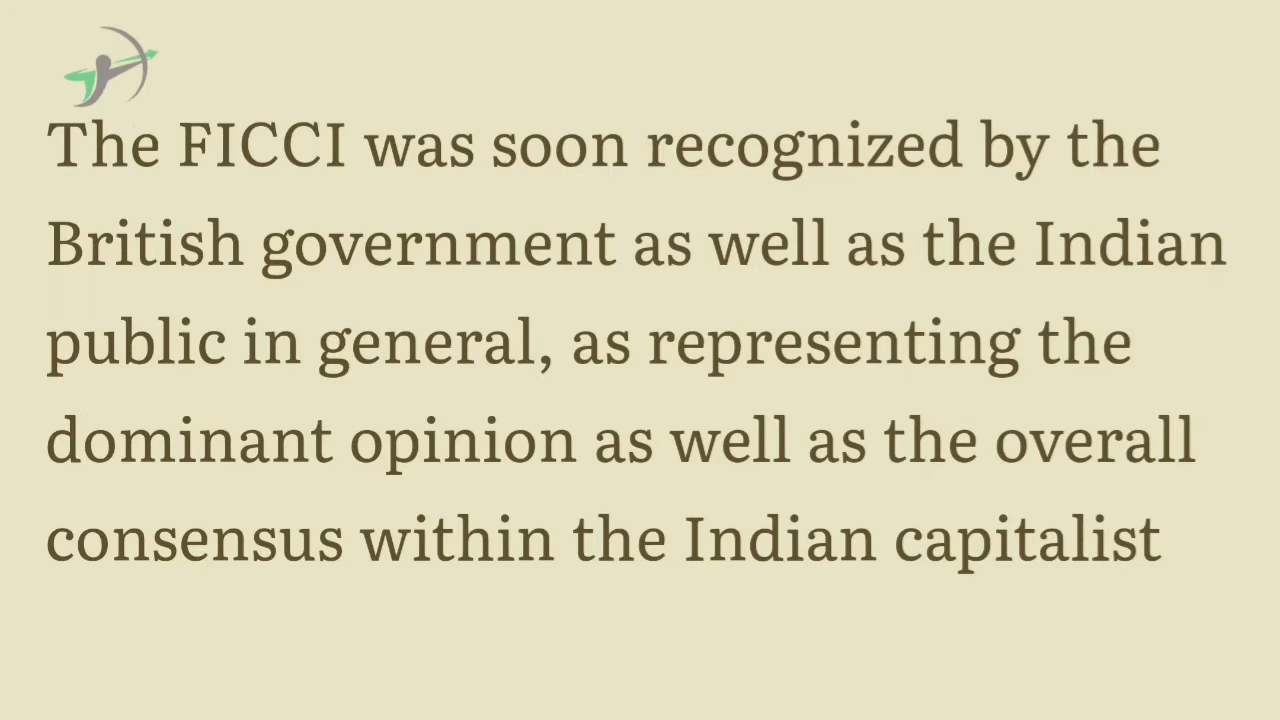 The FICCI was soon recognized by the
British government as well as the Indian
public in general, as representing the
dominant opinion as well as the overall
consensus within the Indian capitalist